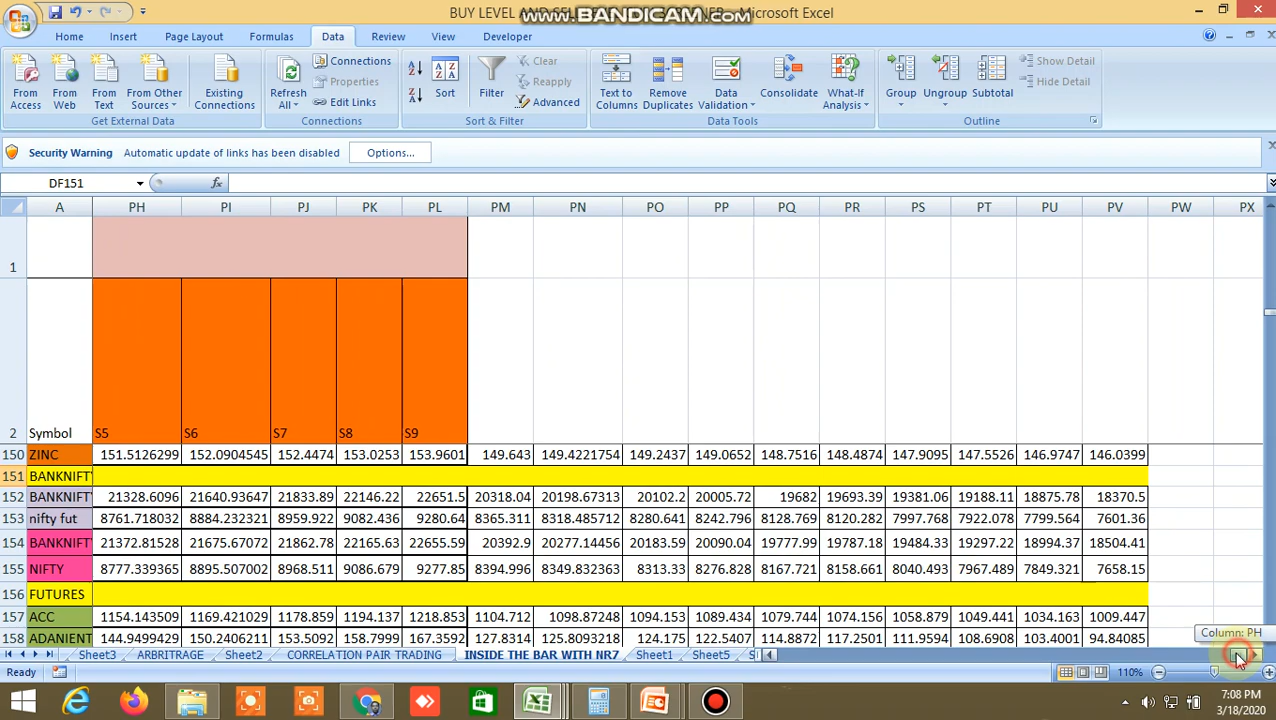 BUY LEVEL AND SEL
www.BANDICAM.com
NER - Microsoft Excel
Home Insert Page Layout Formulas Data Review View Developer
From Access
From Web
From Text
From Other Sources
Existing Connections
Get External Data
Refresh All
Connections
Properties
Edit Links
Connections
Sort
Filter
Clear
Reapply
Advanced
Sort & Filter
Text to Columns
Remove Duplicates
Data Validation
Consolidate
What-If Analysis
Data Tools
Group
Ungroup
Subtotal
Show Detail
Hide Detail
Outline
Security Warning Automatic update of links has been disabled Options...
DF151 fx
A PH PI PJ PK PL PM PN PO PP PQ PR PS PT PU PV PW PX
1
2 Symbol S5 S6 S7 S8 S9
150 ZINC 151.5126299 152.0904545 152.4474 153.0253 153.9601 149.643 149.4221754 149.2437 149.0652 148.7516 148.4874 147.9095 147.5526 146.9747 146.0399
151 BANKNIFTY
152 BANKNIFTY 21328.6096 21640.93647 21833.89 22146.22 22651.5 20318.04 20198.67313 20102.2 20005.72 19682 19693.39 19381.06 19188.11 18875.78 18370.5
153 nifty fut 8761.718032 8884.232321 8959.922 9082.436 9280.64 8365.311 8318.485712 8280.641 8242.796 8128.769 8120.282 7997.768 7922.078 7799.564 7601.36
154 BANKNIFT 21372.81528 21675.67072 21862.78 22165.63 22655.59 20392.9 20277.14456 20183.59 20090.04 19777.99 19787.18 19484.33 19297.22 18994.37 18504.41
155 NIFTY 8777.339365 8895.507002 8968.511 9086.679 9277.85 8394.996 8349.832363 8313.33 8276.828 8167.721 8158.661 8040.493 7967.489 7849.321 7658.15
156 FUTURES
157 ACC 1154.143509 1169.421029 1178.859 1194.137 1218.853 1104.712 1098.87248 1094.153 1089.434 1079.744 1074.156 1058.879 1049.441 1034.163 1009.447
158 ADANIENT 144.9499429 150.2406211 153.5092 158.7999 167.3592 127.8314 125.8093218 124.175 122.5407 114.8872 117.2501 111.9594 108.6908 103.4001 94.84085
Column: PH
Sheet3 ARBRITRAGE Sheet2 CORRELATION PAIR TRADING INSIDE THE BAR WITH NR7 Sheet1 Sheet5 S
Ready 110%
7:08 PM
3/18/2020